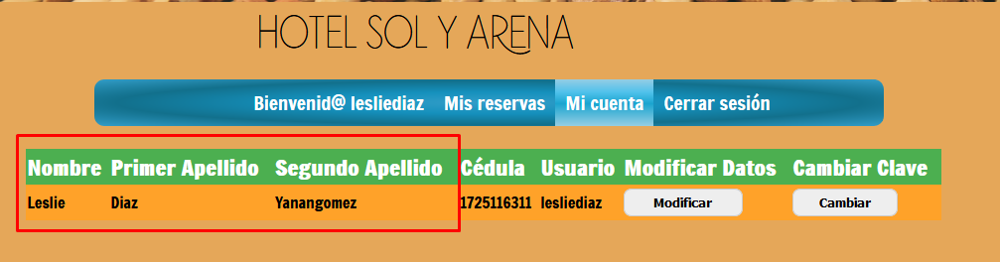 HOTEL SOL Y ARENA
Bienvenid@ lesliediaz Mis reservas Mi cuenta Cerrar sesión
Nombre Primer Apellido Segundo Apellido Cédula Usuario Modificar Datos Cambiar Clave
Leslie Diaz Yanangomez 1725116311 lesliediaz Modificar Cambiar